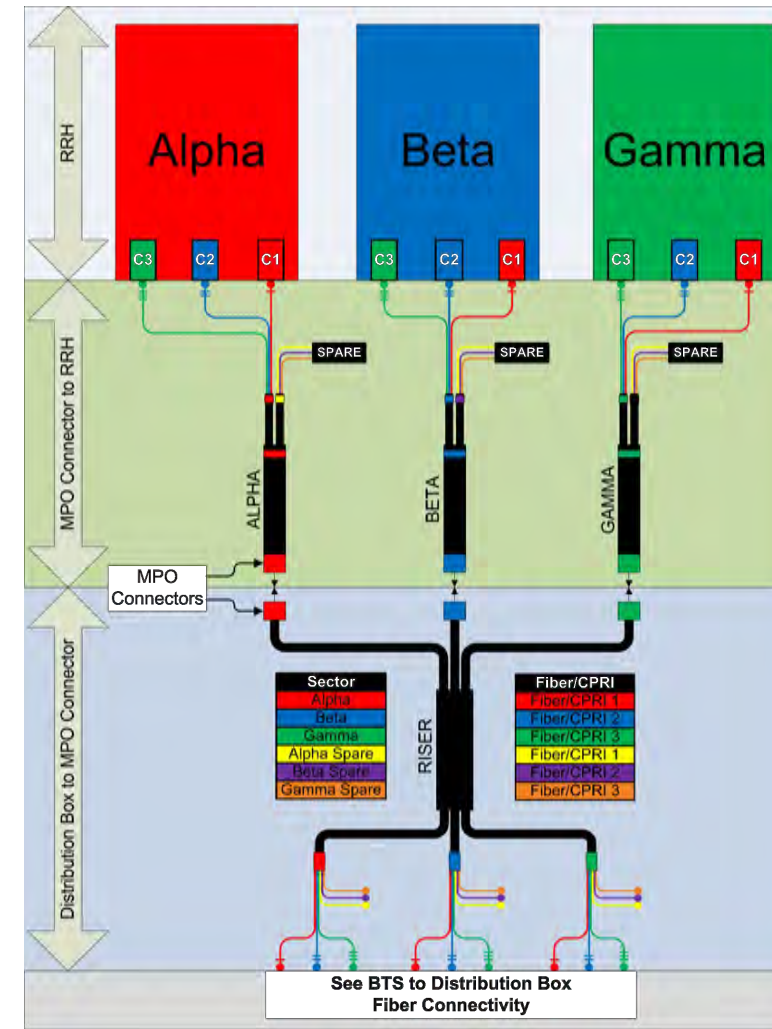 RRH
Alpha
Beta
Gamma
C3
C2
C1
C3
C2
C1
C3
C2
C1
MPO Connector to RRH
SPARE
SPARE
SPARE
ALPHA
BETA
GAMMA
MPO
Connectors
Distribution Box to MPO Connector
Sector
Alpha
Beta
Gamma
Alpha Spare
Beta Spare
Gamma Spare
RISER
Fiber/CPRI
Fiber/CPRI 1
Fiber/CPRI 2
Fiber/CPRI 3
Fiber/CPRI 1
Fiber/CPRI 2
Fiber/CPRI 3
See BTS to Distribution Box
Fiber Connectivity